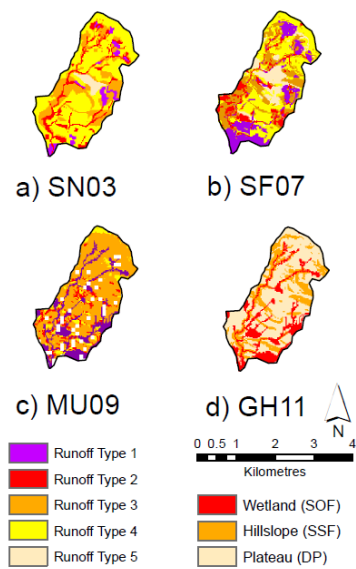 a) SN03
b) SF07
c) MU09
d) GH11
N
Runoff Type 1
Runoff Type 2
Runoff Type 3
Runoff Type 4
Runoff Type 5
0 0.5 1 2 3 4
Kilometres
Wetland (SOF)
Hillslope (SSF)
Plateau (DP)